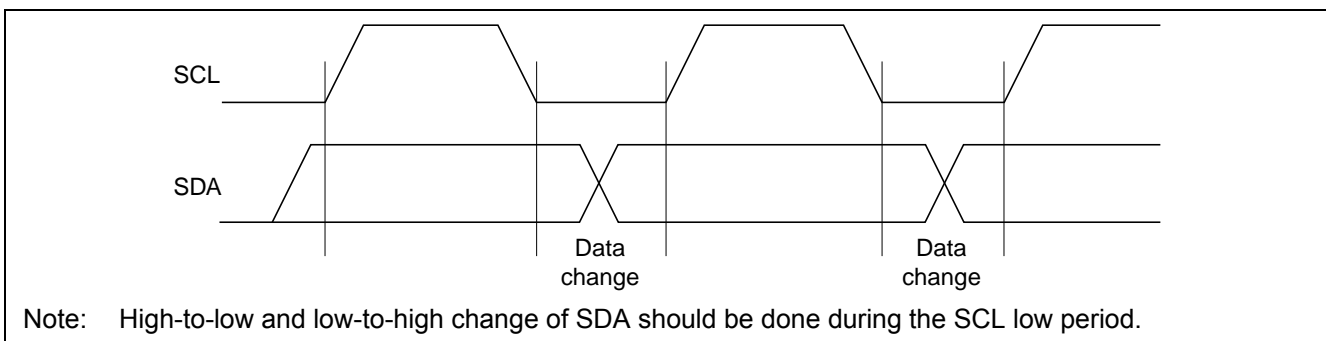 SCL
SDA
Data
change
Data
change
Note: High-to-low and low-to-high change of SDA should be done during the SCL low period.